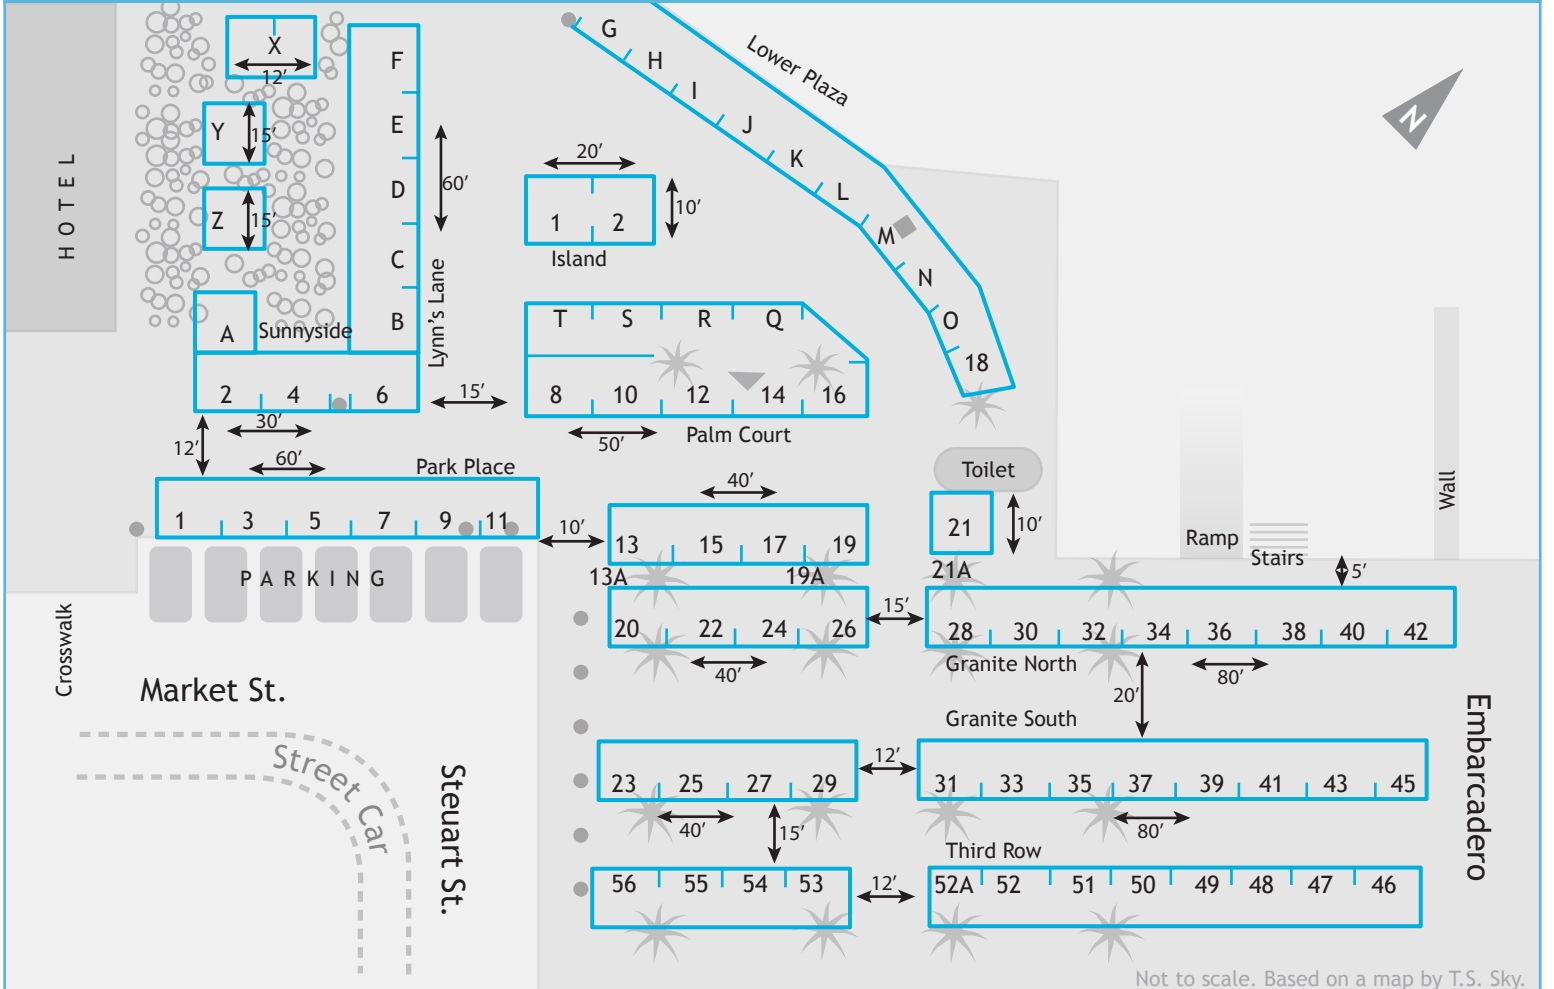 HOTEL
X
12’
Y
15’
Z
15’
F
E
D
C
B
60’
Lynn’s Lane
A
Sunnyside
2 4 6
30’
12’
15’
G
H
I
J
K
L
M
N
O
18
Lower Plaza
N
20’
1 2
10’
Island
T S R Q
8 10 12 14 16
50’
Palm Court
60’
Park Place
1 3 5 7 9 11
PARKING
10’
40’
13 15 17 19
13A 19A
20 22 24 26
40’
15’
Toilet
21
10’
21A
Ramp
Stairs
Wall
5’
28 30 32 34 36 38 40 42
Granite North
80’
20’
Granite South
23 25 27 29
40’
12’
15’
31 33 35 37 39 41 43 45
80’
Third Row
56 55 54 53
12’
52A 52 51 50 49 48 47 46
Crosswalk
Market St.
Street Car
Steuart St.
Embarcadero
Not to scale. Based on a map by T.S. Sky.